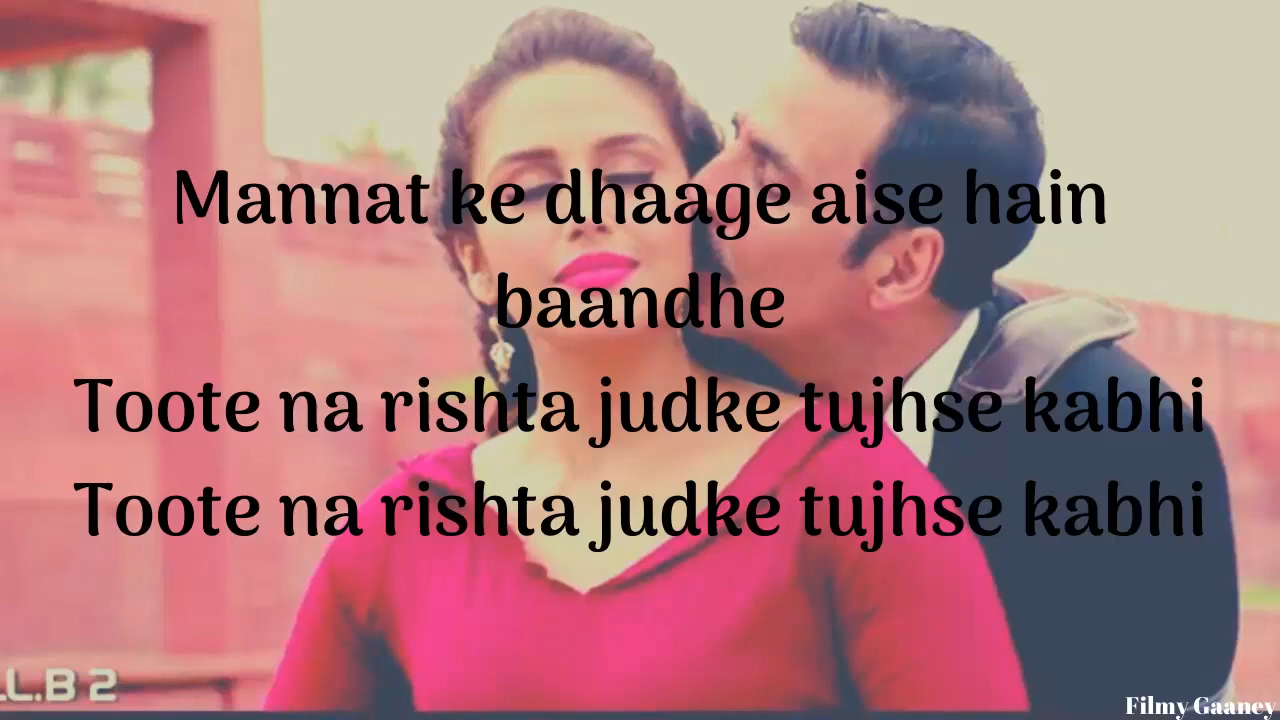 Mannat ke dhaage aise hain
baandhe
Toote na rishta judke tujhse kabhi
Toote na rishta judke tujhse kabhi
L.B 2
Filmy Gaaney